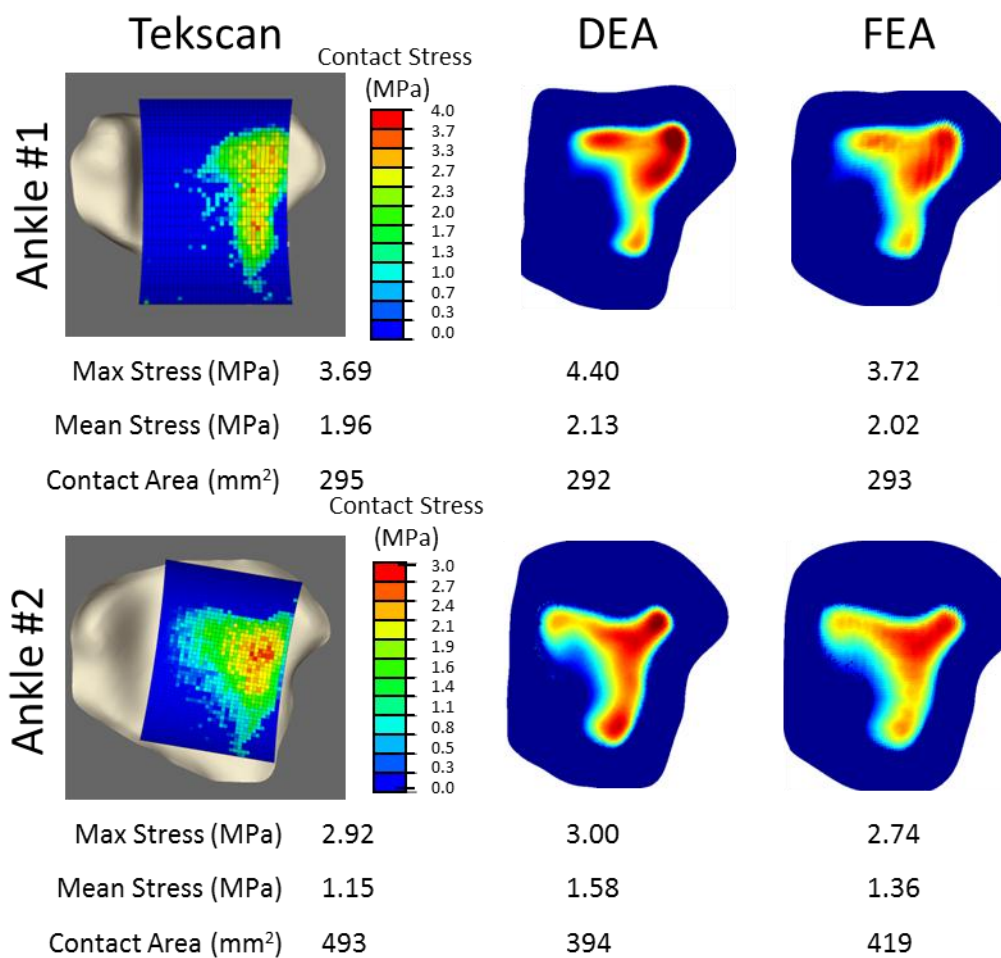 Tekscan DEA FEA
Contact Stress
(MPa)
Ankle #1
4.0
3.7
3.3
2.7
2.3
2.0
1.7
1.3
1.0
0.7
0.3
0.0
Max Stress (MPa) 3.69 4.40 3.72
Mean Stress (MPa) 1.96 2.13 2.02
Contact Area (mm²) 295 292 293
Contact Stress
(MPa)
Ankle #2
3.0
2.7
2.4
2.1
1.9
1.6
1.4
1.1
0.8
0.5
0.3
0.0
Max Stress (MPa) 2.92 3.00 2.74
Mean Stress (MPa) 1.15 1.58 1.36
Contact Area (mm²) 493 394 419